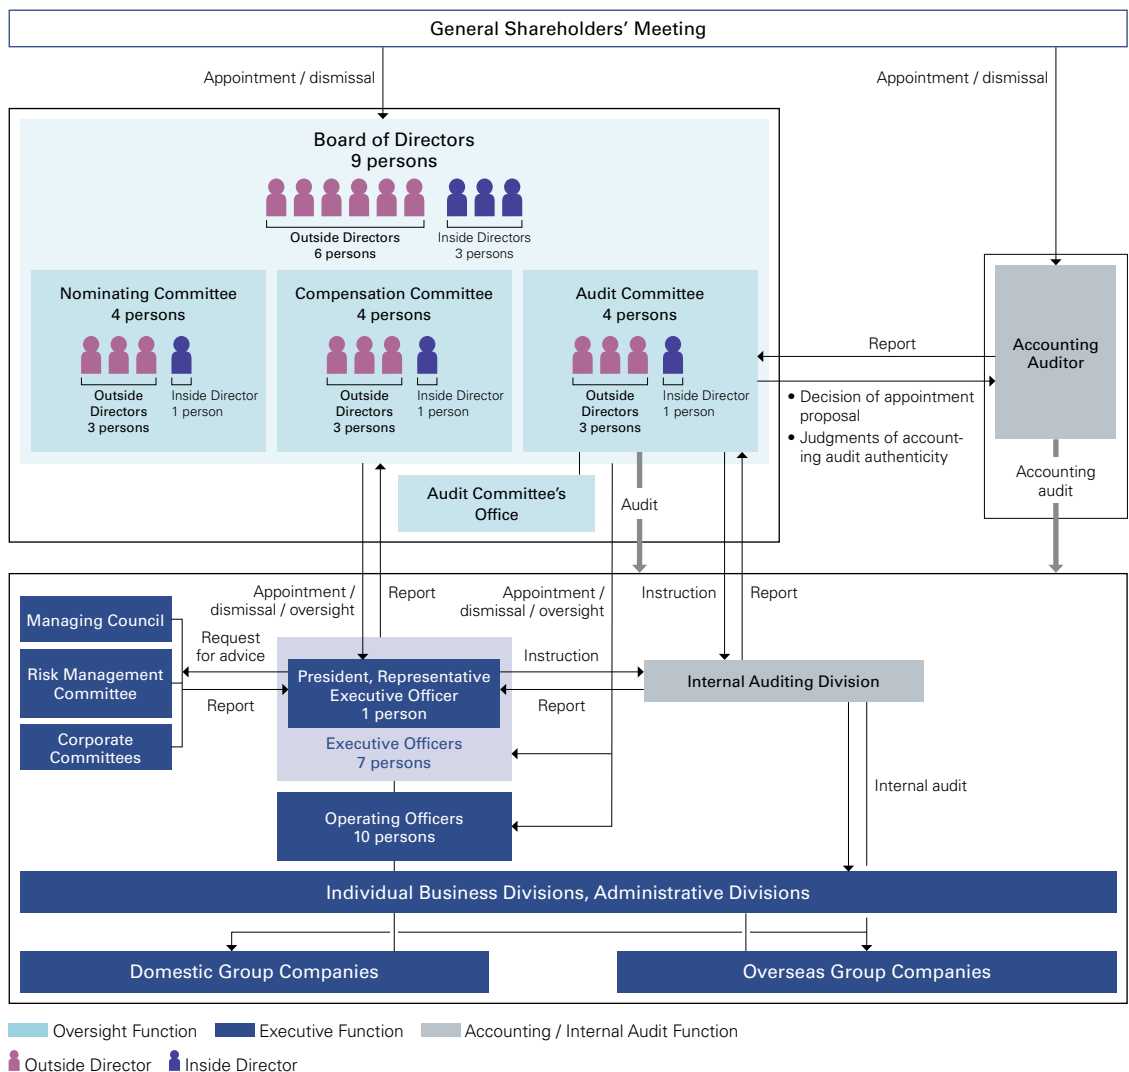 General Shareholders' Meeting
Appointment / dismissal
Appointment / dismissal
Board of Directors
9 persons
Outside Directors
6 persons
Inside Directors
3 persons
Nominating Committee
4 persons
Outside
Directors
3 persons
Inside Director
1 person
Compensation Committee
4 persons
Outside
Directors
3 persons
Inside Director
1 person
Audit Committee
4 persons
Outside
Directors
3 persons
Inside Director
1 person
Report
• Decision of appointment
proposal
• Judgments of account-
ing audit authenticity
Accounting
Auditor
Accounting
audit
Audit Committee's
Office
Audit
Appointment /
dismissal / oversight
Report
Appointment /
dismissal / oversight
Instruction
Report
Managing Council
Risk Management
Committee
Corporate
Committees
Request
for advice
Report
President, Representative
Executive Officer
1 person
Executive Officers
7 persons
Instruction
Report
Internal Auditing Division
Internal audit
Operating Officers
10 persons
Individual Business Divisions, Administrative Divisions
Domestic Group Companies
Overseas Group Companies
Oversight Function
Executive Function
Accounting / Internal Audit Function
Outside Director
Inside Director